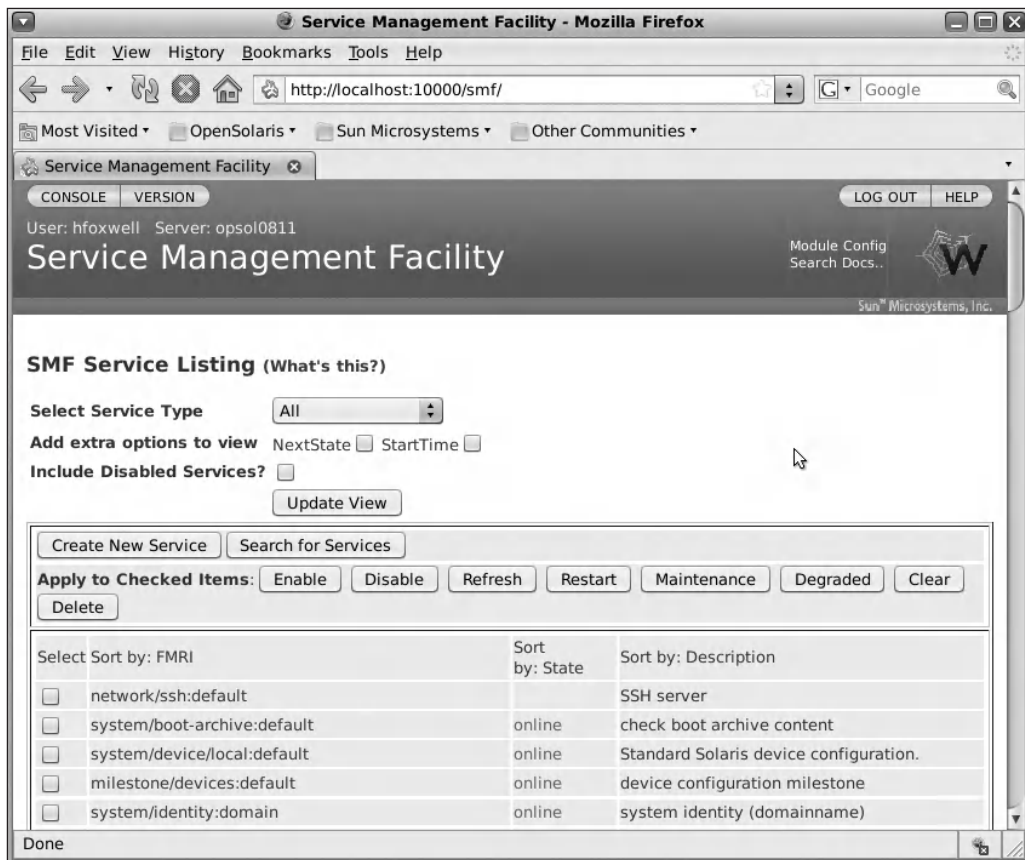 Service Management Facility - Mozilla Firefox
File Edit View History Bookmarks Tools Help
http://localhost:10000/smf/
G Google
Most Visited OpenSolaris Sun Microsystems Other Communities
Service Management Facility
CONSOLE VERSION LOG OUT HELP
User: hfoxwell Server: opsol0811
Service Management Facility
Module Config
Search Docs..
W
Sun™ Microsystems, Inc.
SMF Service Listing (What's this?)
Select Service Type All
Add extra options to view NextState StartTime
Include Disabled Services?
Update View
Create New Service Search for Services
Apply to Checked Items: Enable Disable Refresh Restart Maintenance Degraded Clear
Delete
Select Sort by: FMRI Sort by: State Sort by: Description
network/ssh:default SSH server
system/boot-archive:default online check boot archive content
system/device/local:default online Standard Solaris device configuration.
milestone/devices:default online device configuration milestone
system/identity:domain online system identity (domainname)
Done